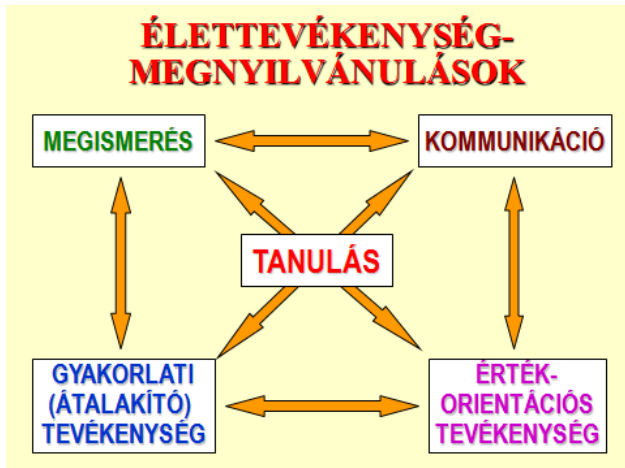 ÉLETTEVÉKENYSÉG-
MEGNYILVÁNULÁSOK
MEGISMERÉS
KOMMUNIKÁCIÓ
TANULÁS
GYAKORLATI
(ÁTALAKÍTÓ)
TEVÉKENYSÉG
ÉRTÉK-
ORIENTÁCIÓS
TEVÉKENYSÉG